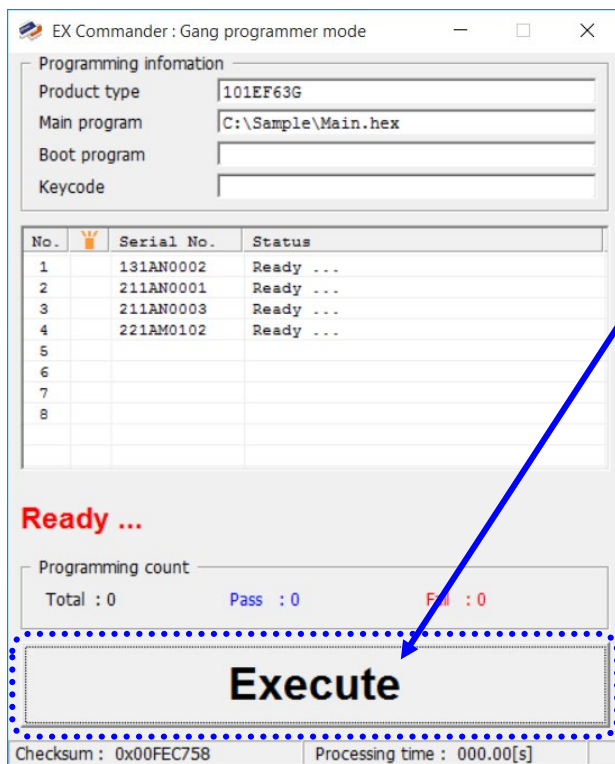 EX Commander : Gang programmer mode
Programming infomation
Product type 101EF63G
Main program C:\Sample\Main.hex
Boot program
Keycode
No. Serial No. Status
1 131AN0002 Ready ...
2 211AN0001 Ready ...
3 211AN0003 Ready ...
4 221AM0102 Ready ...
5
6
7
8
Ready ...
Programming count
Total : 0 Pass : 0 Fail : 0
Execute
Checksum : 0x00FEC758 Processing time : 000.00[s]